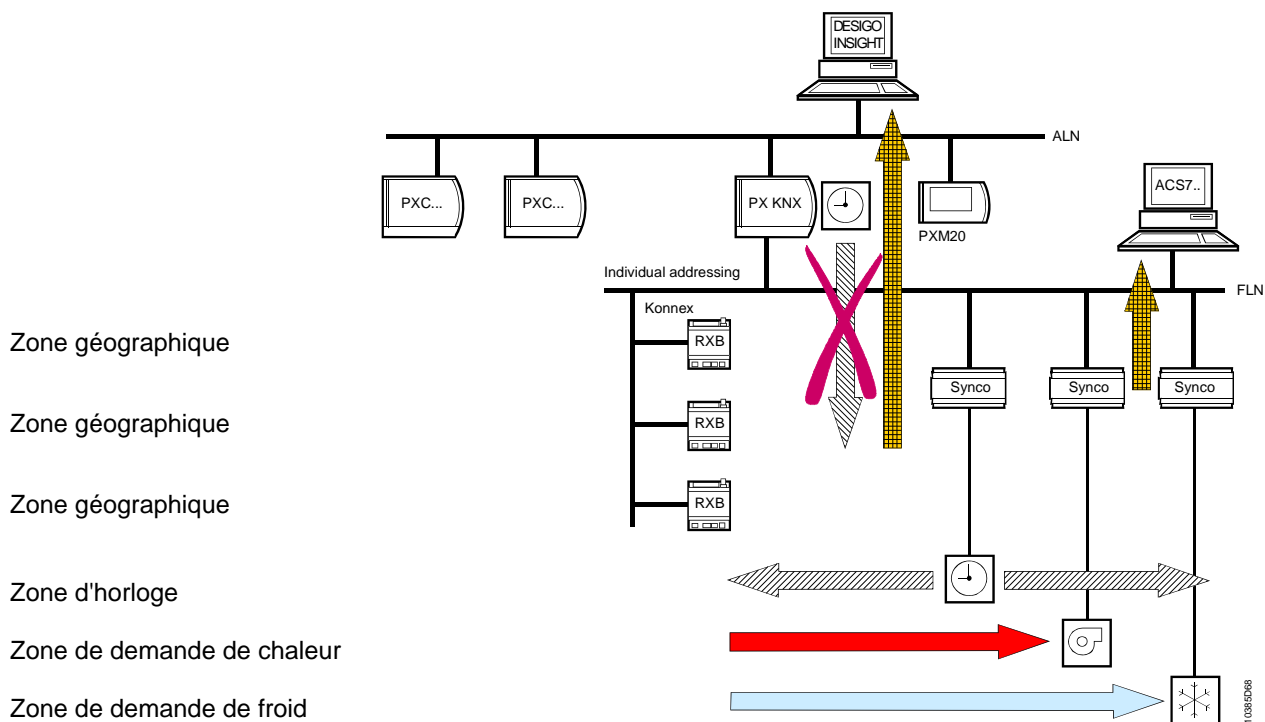 DESIGO
INSIGHT
ALN
PXC...
PXC...
PX KNX
PXM20
ACS7..
Individual addressing
FLN
Konnex
Zone géographique
RXB
Synco
Synco
Synco
Zone géographique
RXB
Zone géographique
RXB
Zone d'horloge
Zone de demande de chaleur
Zone de demande de froid
10385D68